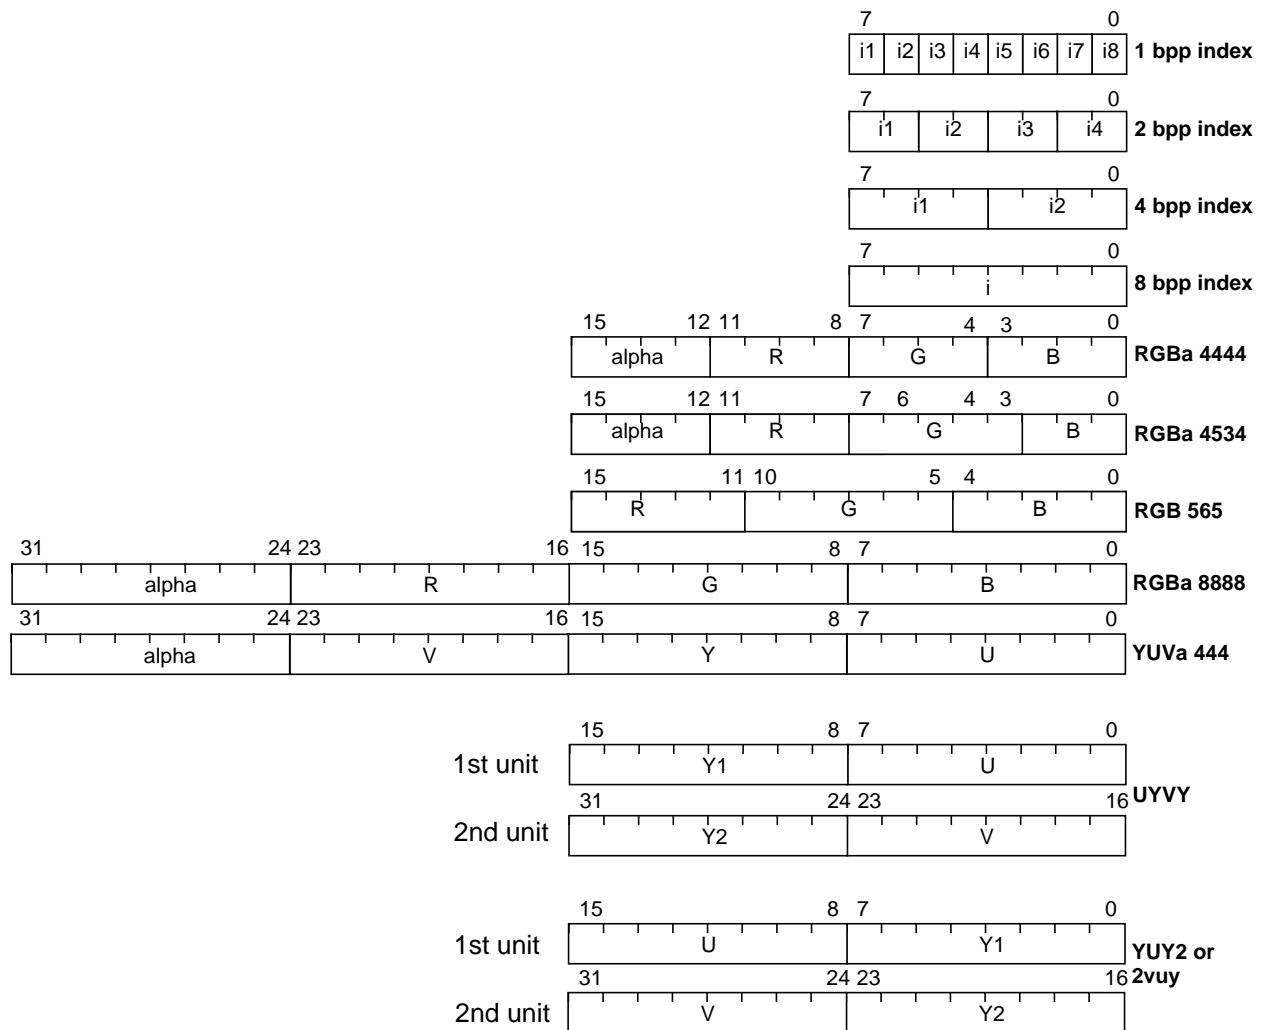 7 0
i1 i2 i3 i4 i5 i6 i7 i8 1 bpp index
7 0
i1 i2 i3 i4 2 bpp index
7 0
i1 i2 4 bpp index
7 0
i 8 bpp index
15 12 11 8 7 4 3 0
alpha R G B RGBa 4444
15 12 11 7 6 4 3 0
alpha R G B RGBa 4534
15 11 10 5 4 0
R G B RGB 565
31 24 23 16 15 8 7 0
alpha R G B RGBa 8888
31 24 23 16 15 8 7 0
alpha V Y U YUVa 444
15 8 7 0
1st unit Y1 U
UYVY
31 24 23 16
2nd unit Y2 V
15 8 7 0
1st unit U Y1
YUY2 or
2vuy
31 24 23 16
2nd unit V Y2